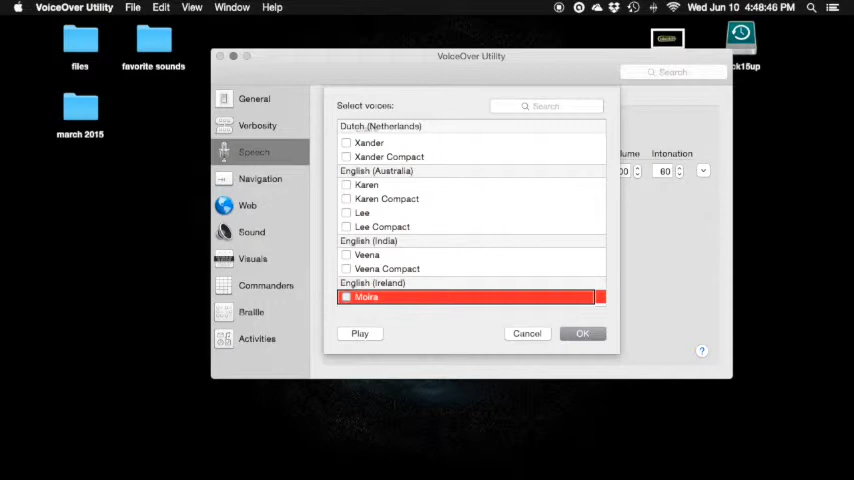 VoiceOver Utility File Edit View Window Help Wed Jun 10 4:48:46 PM
files
favorite sounds
ck15up
march 2015
VoiceOver Utility
Search
General
Verbosity
Speech
Navigation
Web
Sound
Visuals
Commanders
Braille
Activities
Select voices:
Search
Dutch (Netherlands)
Xander
Xander Compact
English (Australia)
Karen
Karen Compact
Lee
Lee Compact
English (India)
Veena
Veena Compact
English (Ireland)
Moira
Play Cancel OK
lume Intonation
00 60
?